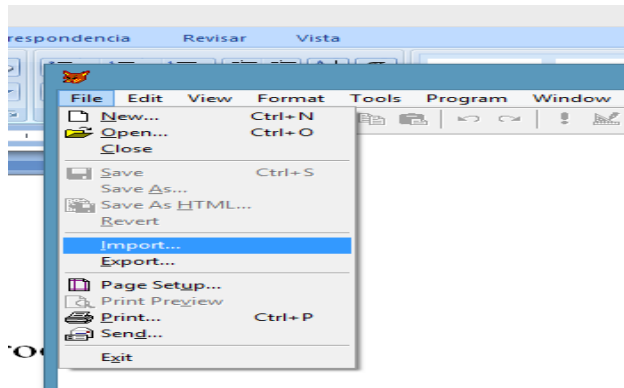 respondencia Revisar Vista
File Edit View Format Tools Program Window
New... Ctrl+N
Open... Ctrl+O
Close
Save Ctrl+S
Save As...
Save As HTML...
Revert
Import...
Export...
Page Setup...
Print Preview
Print... Ctrl+P
Send...
Exit